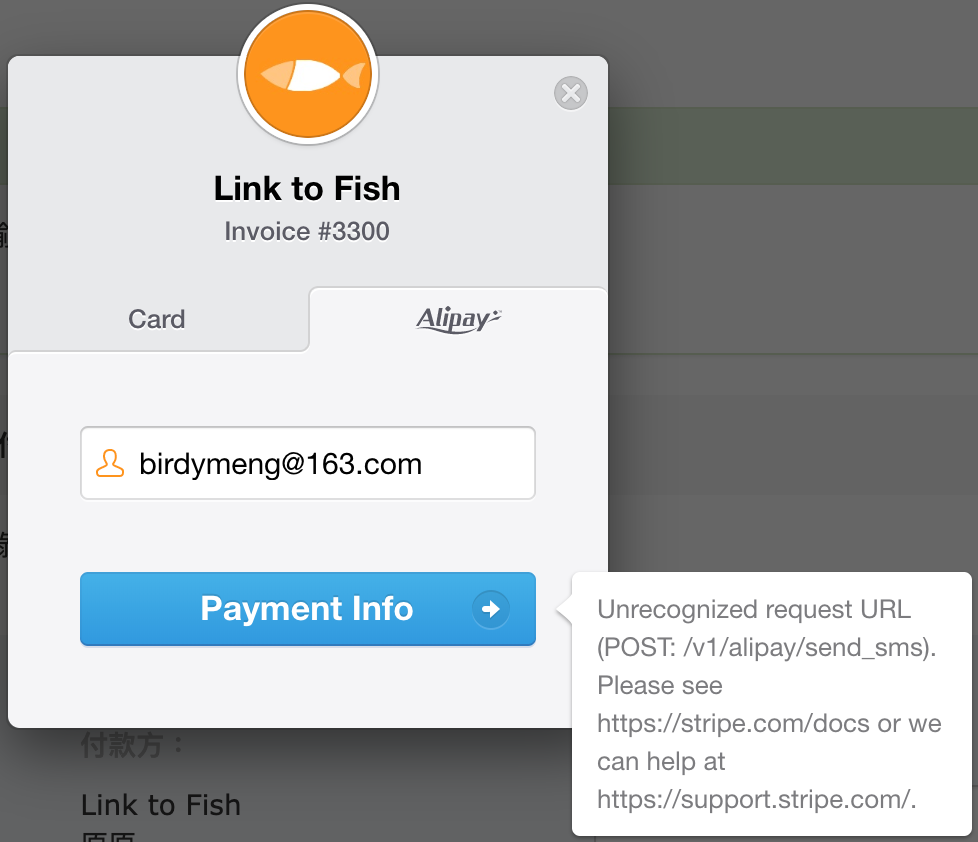 Link to Fish
Invoice #3300
Card
Alipay
birdymeng@163.com
Payment Info
Unrecognized request URL
(POST: /v1/alipay/send_sms).
Please see
https://stripe.com/docs or we
can help at
https://support.stripe.com/.
付款方：
Link to Fish